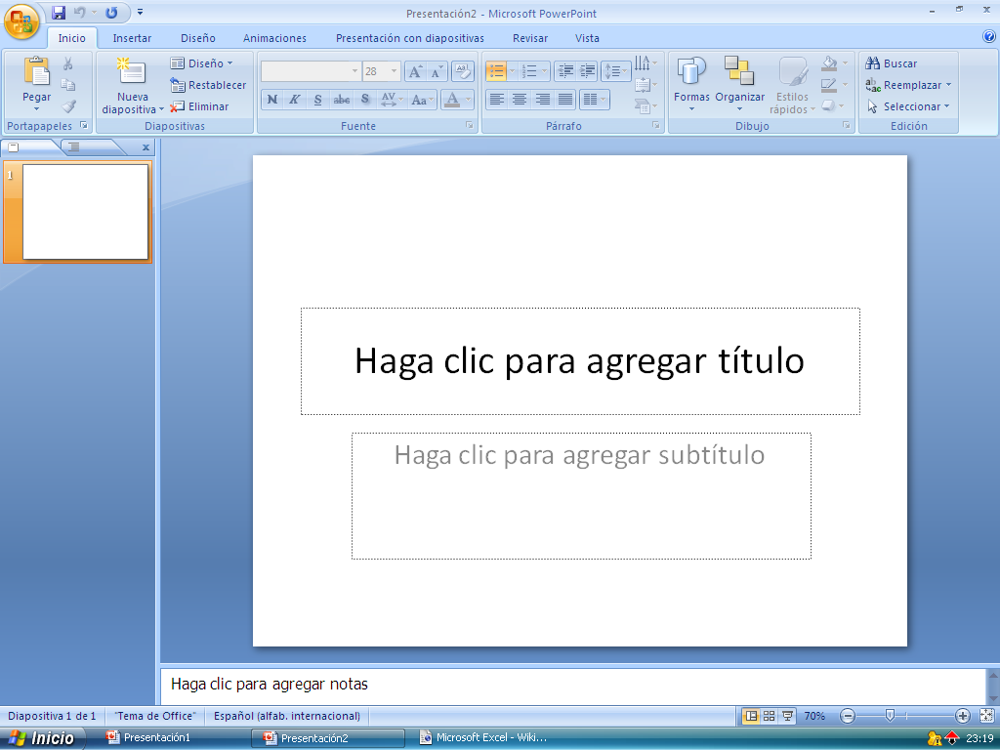 Presentación2 - Microsoft PowerPoint
Inicio Insertar Diseño Animaciones Presentación con diapositivas Revisar Vista
Pegar
Portapapeles
Nueva diapositiva
Diseño
Restablecer
Eliminar
Diapositivas
28
N K S abc S AV Aa A
Fuente
Párrafo
Formas Organizar Estilos rápidos
Dibujo
Buscar
Reemplazar
Seleccionar
Edición
1
Haga clic para agregar título
Haga clic para agregar subtítulo
Haga clic para agregar notas
Diapositiva 1 de 1 "Tema de Office" Español (alfab. internacional) 70%
Inicio Presentación1 Presentación2 Microsoft Excel - Wiki... 23:19